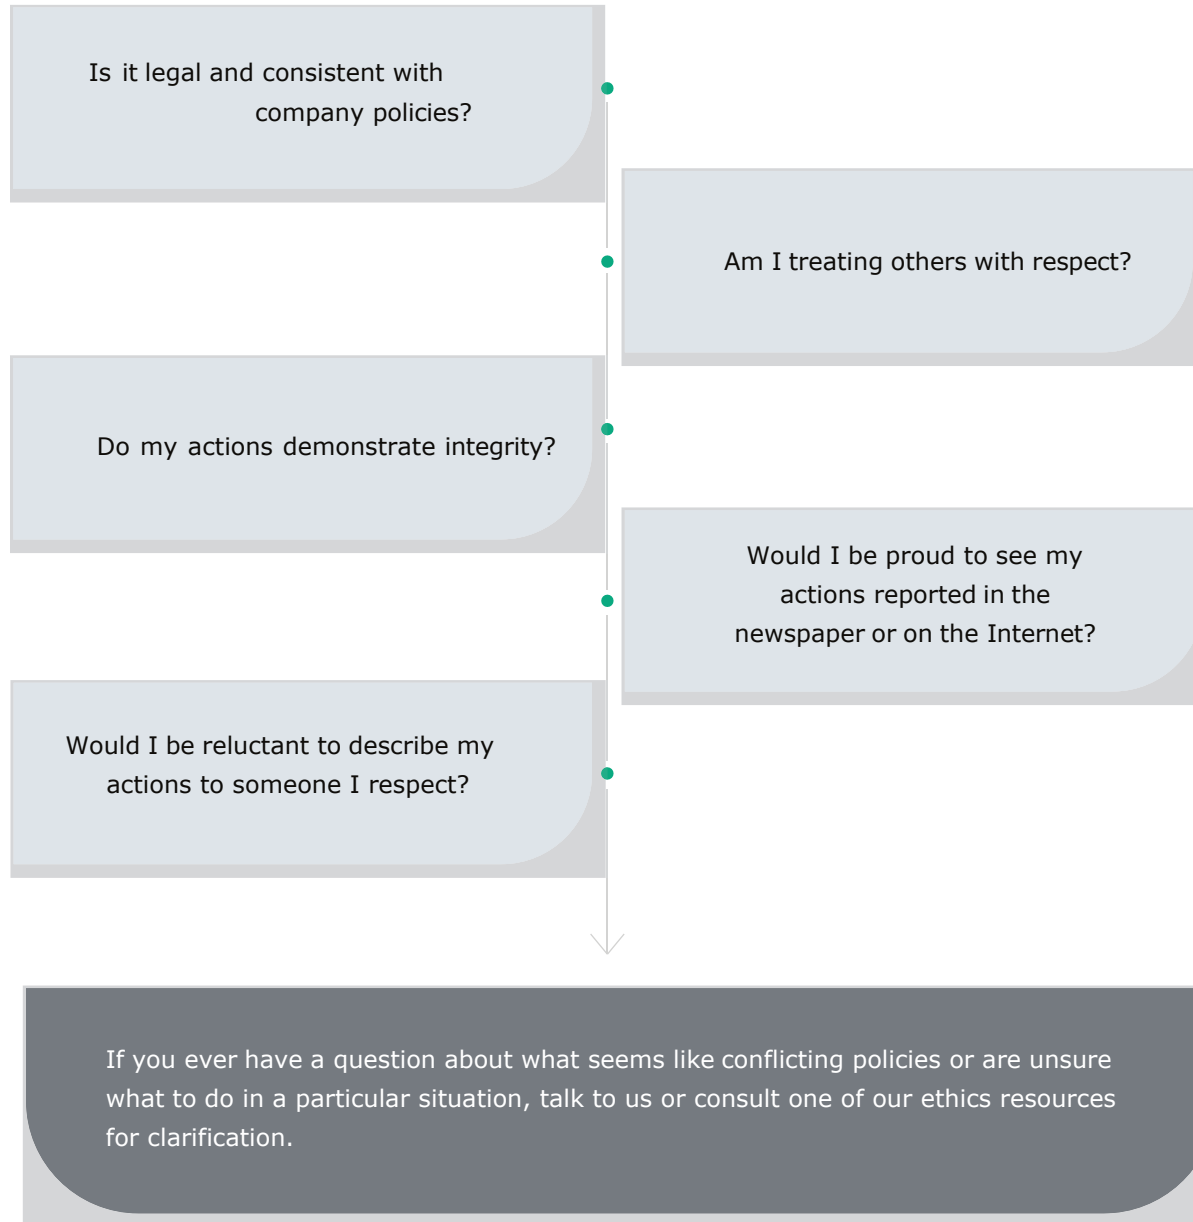 Is it legal and consistent with
company policies?
Am I treating others with respect?
Do my actions demonstrate integrity?
Would I be proud to see my
actions reported in the
newspaper or on the Internet?
Would I be reluctant to describe my
actions to someone I respect?
If you ever have a question about what seems like conflicting policies or are unsure
what to do in a particular situation, talk to us or consult one of our ethics resources
for clarification.